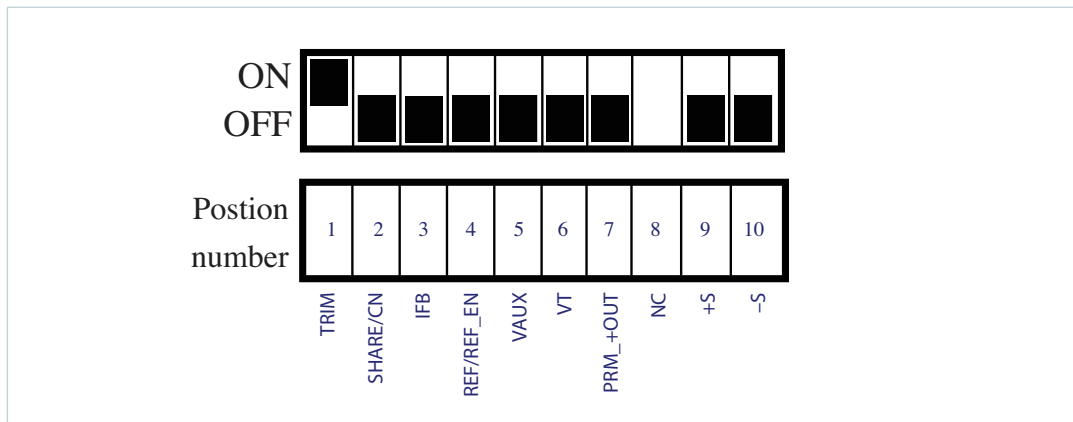 ON
OFF
Postion
number
1 2 3 4 5 6 7 8 9 10
TRIM
SHARE/CN
IFB
REF/REF_EN
VAUX
VT
PRM_+OUT
NC
+S
–S